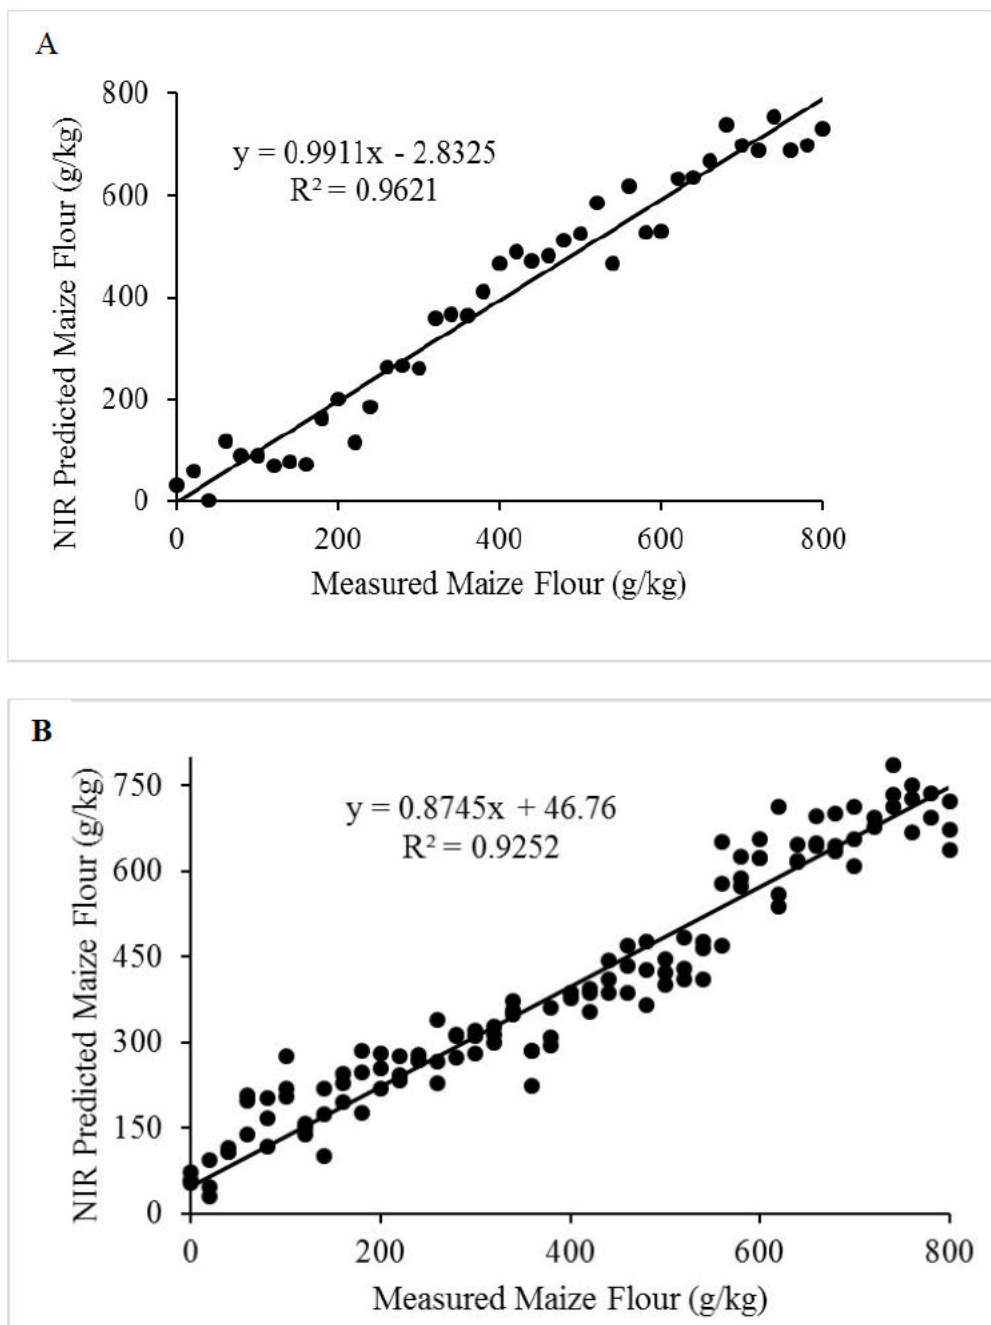 A
NIR Predicted Maize Flour (g/kg)
800
600
400
200
0
y = 0.9911x - 2.8325
R² = 0.9621
0 200 400 600 800
Measured Maize Flour (g/kg)
B
NIR Predicted Maize Flour (g/kg)
750
600
450
300
150
0
y = 0.8745x + 46.76
R² = 0.9252
0 200 400 600 800
Measured Maize Flour (g/kg)